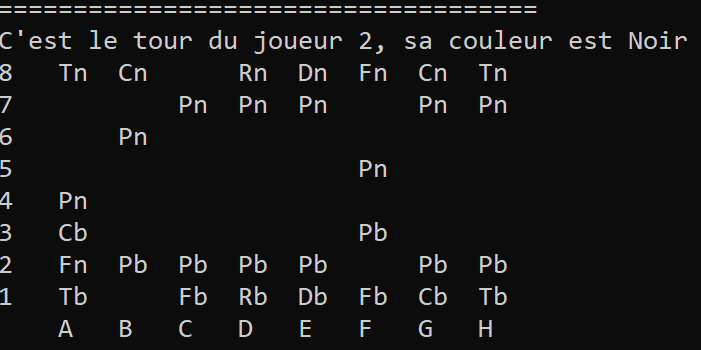 ====================================
C'est le tour du joueur 2, sa couleur est Noir
8   Tn  Cn      Rn  Dn  Fn  Cn  Tn
7           Pn  Pn  Pn      Pn  Pn
6       Pn
5                       Pn
4   Pn
3   Cb                  Pb
2   Fn  Pb  Pb  Pb  Pb      Pb  Pb
1   Tb      Fb  Rb  Db  Fb  Cb  Tb
    A   B   C   D   E   F   G   H